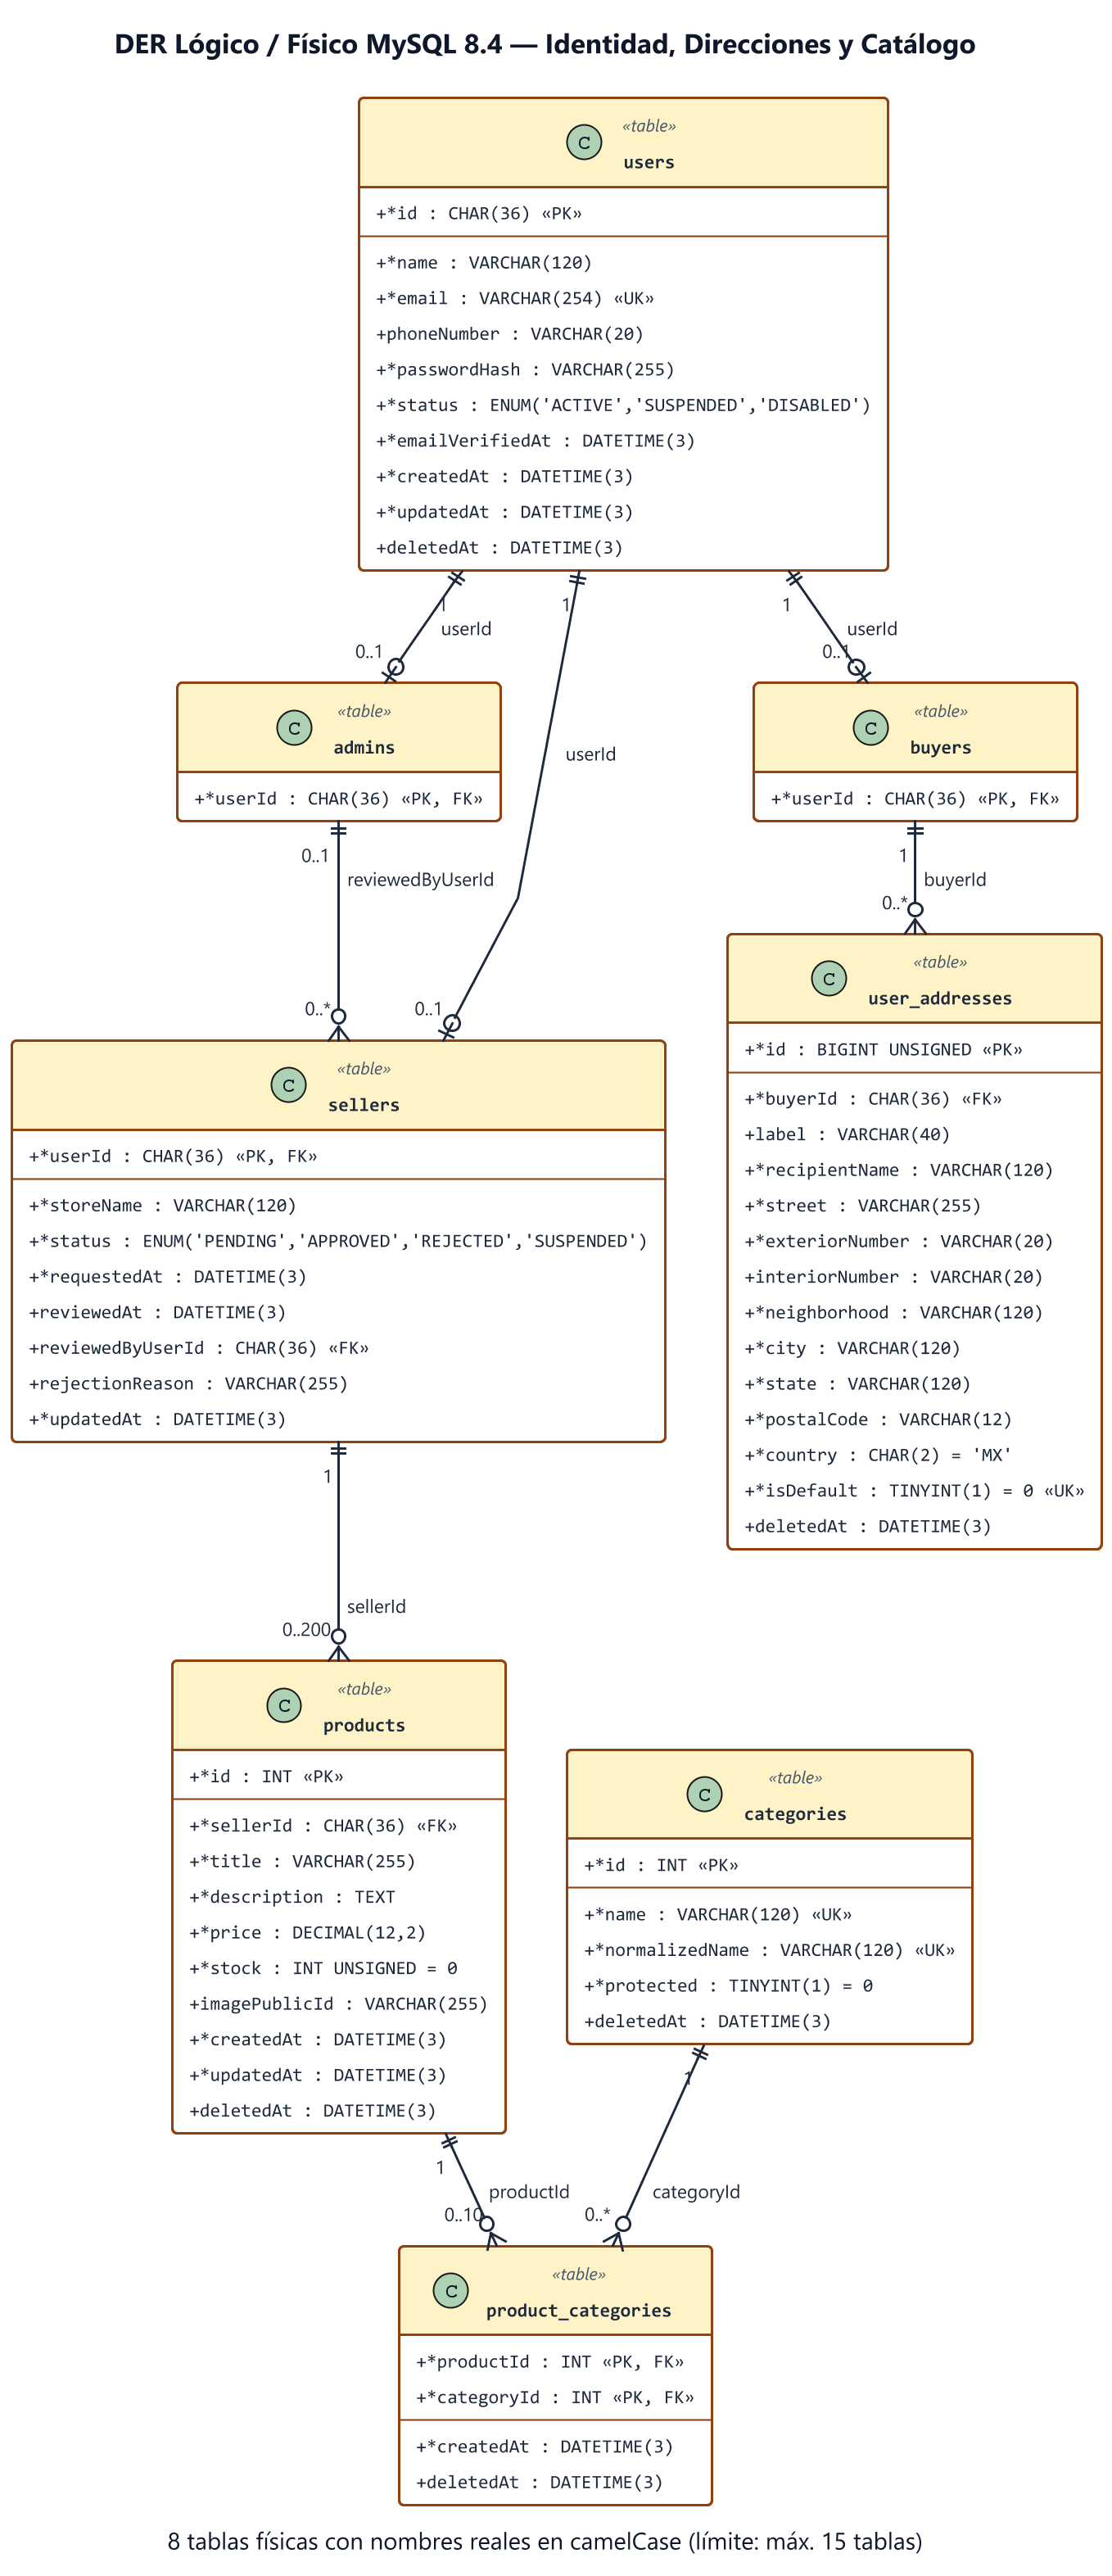 DER Lógico / Físico MySQL 8.4 — Identidad, Direcciones y Catálogo
C
«table»
users
+*id : CHAR(36) «PK»
+*name : VARCHAR(120)
+*email : VARCHAR(254) «UK»
+phoneNumber : VARCHAR(20)
+*passwordHash : VARCHAR(255)
+*status : ENUM('ACTIVE','SUSPENDED','DISABLED')
+*emailVerifiedAt : DATETIME(3)
+*createdAt : DATETIME(3)
+*updatedAt : DATETIME(3)
+deletedAt : DATETIME(3)
1
userId
0..1
1
userId
0..1
1
userId
0..1
C
«table»
admins
+*userId : CHAR(36) «PK, FK»
C
«table»
buyers
+*userId : CHAR(36) «PK, FK»
0..1
reviewedByUserId
0..*
1
buyerId
0..*
C
«table»
user_addresses
+*id : BIGINT UNSIGNED «PK»
+*buyerId : CHAR(36) «FK»
+label : VARCHAR(40)
+*recipientName : VARCHAR(120)
+*street : VARCHAR(255)
+*exteriorNumber : VARCHAR(20)
+interiorNumber : VARCHAR(20)
+*neighborhood : VARCHAR(120)
+*city : VARCHAR(120)
+*state : VARCHAR(120)
+*postalCode : VARCHAR(12)
+*country : CHAR(2) = 'MX'
+*isDefault : TINYINT(1) = 0 «UK»
+deletedAt : DATETIME(3)
C
«table»
sellers
+*userId : CHAR(36) «PK, FK»
+*storeName : VARCHAR(120)
+*status : ENUM('PENDING','APPROVED','REJECTED','SUSPENDED')
+*requestedAt : DATETIME(3)
+reviewedAt : DATETIME(3)
+reviewedByUserId : CHAR(36) «FK»
+rejectionReason : VARCHAR(255)
+*updatedAt : DATETIME(3)
1
sellerId
0..200
C
«table»
products
+*id : INT «PK»
+*sellerId : CHAR(36) «FK»
+*title : VARCHAR(255)
+*description : TEXT
+*price : DECIMAL(12,2)
+*stock : INT UNSIGNED = 0
+imagePublicId : VARCHAR(255)
+*createdAt : DATETIME(3)
+*updatedAt : DATETIME(3)
+deletedAt : DATETIME(3)
C
«table»
categories
+*id : INT «PK»
+*name : VARCHAR(120) «UK»
+*normalizedName : VARCHAR(120) «UK»
+*protected : TINYINT(1) = 0
+deletedAt : DATETIME(3)
1
productId
0..10
1
categoryId
0..*
C
«table»
product_categories
+*productId : INT «PK, FK»
+*categoryId : INT «PK, FK»
+*createdAt : DATETIME(3)
+deletedAt : DATETIME(3)
8 tablas físicas con nombres reales en camelCase (límite: máx. 15 tablas)